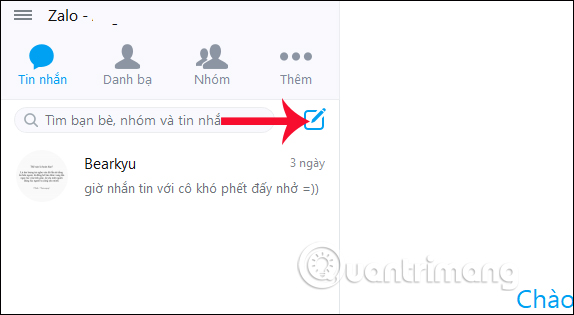 Zalo - . _
Tin nhắn
Danh bạ
Nhóm
Thêm
Tìm bạn bè, nhóm và tin nhắ
Bearkyu
3 ngày
giờ nhắn tin với cô khó phết đấy nhở =))
Quantrimang
Chào